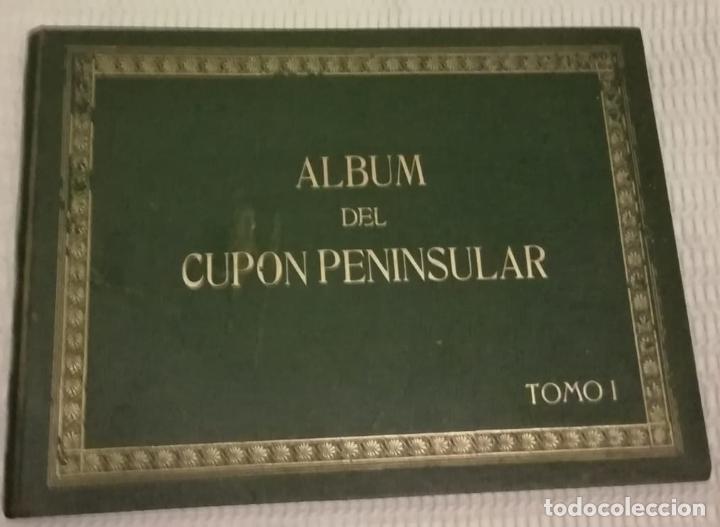 ALBUM
DEL
CUPON PENINSULAR
TOMO I
todocoleccion